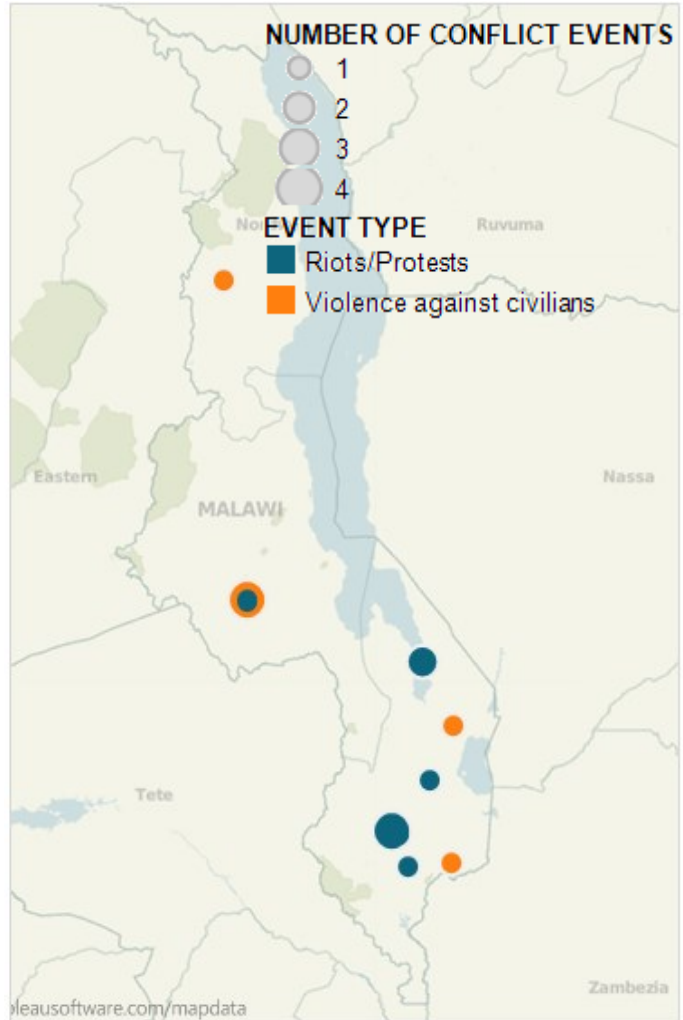 NUMBER OF CONFLICT EVENTS
1
2
3
4
EVENT TYPE
Riots/Protests
Violence against civilians
Ruvuma
Eastern
Nassa
MALAWI
Tete
Zambezia
leausoftware.com/mapdata